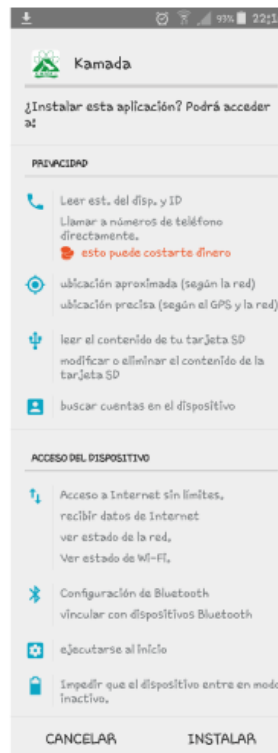 93% 22:1
Kamada
¿Instalar esta aplicación? Podrá acceder
a:
PRIVACIDAD
Leer est. del disp. y ID
Llamar a números de teléfono
directamente.
esto puede costarte dinero
ubicación aproximada (según la red)
ubicación precisa (según el GPS y la red)
leer el contenido de tu tarjeta SD
modificar o eliminar el contenido de la
tarjeta SD
buscar cuentas en el dispositivo
ACCESO DEL DISPOSITIVO
Acceso a Internet sin límites.
recibir datos de Internet
ver estado de la red.
Ver estado de Wi-Fi.
Configuración de Bluetooth
vincular con dispositivos Bluetooth
ejecutarse al inicio
Impedir que el dispositivo entre en modo
inactivo.
CANCELAR INSTALAR